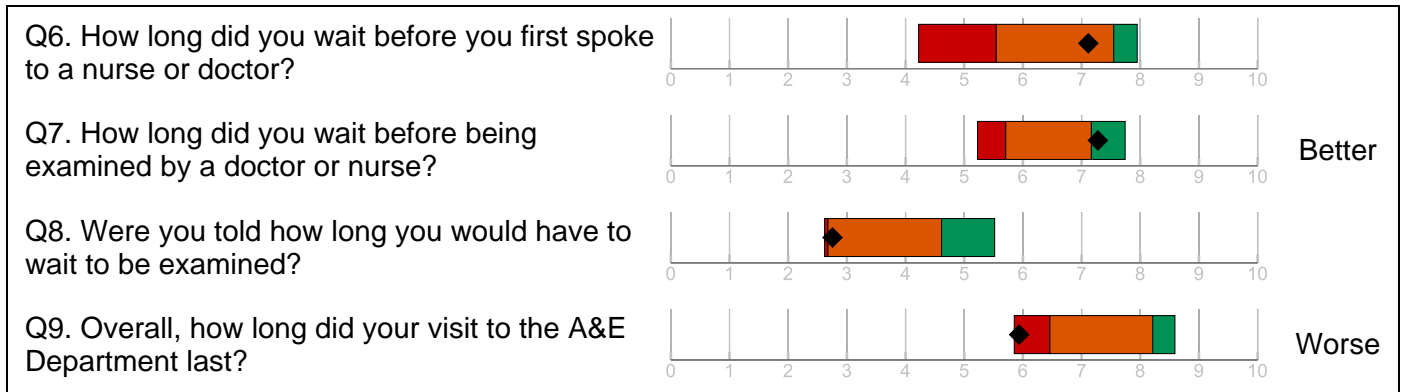 Q6. How long did you wait before you first spoke
to a nurse or doctor?
0 1 2 3 4 5 6 7 8 9 10
Q7. How long did you wait before being
examined by a doctor or nurse?
Better
0 1 2 3 4 5 6 7 8 9 10
Q8. Were you told how long you would have to
wait to be examined?
0 1 2 3 4 5 6 7 8 9 10
Q9. Overall, how long did your visit to the A&E
Department last?
Worse
0 1 2 3 4 5 6 7 8 9 10